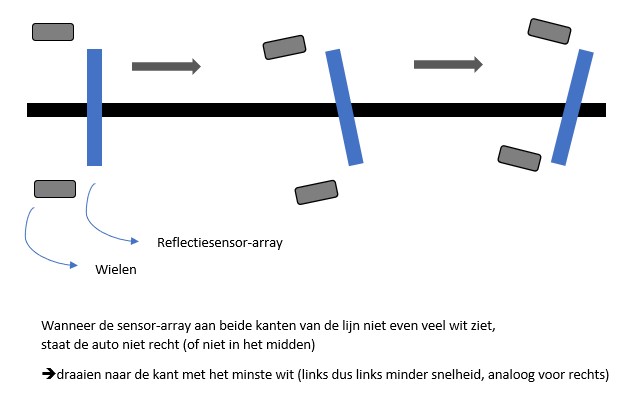 Reflectiesensor-array
Wielen
Wanneer de sensor-array aan beide kanten van de lijn niet even veel wit ziet,
staat de auto niet recht (of niet in het midden)
➔draaien naar de kant met het minste wit (links dus links minder snelheid, analoog voor rechts)